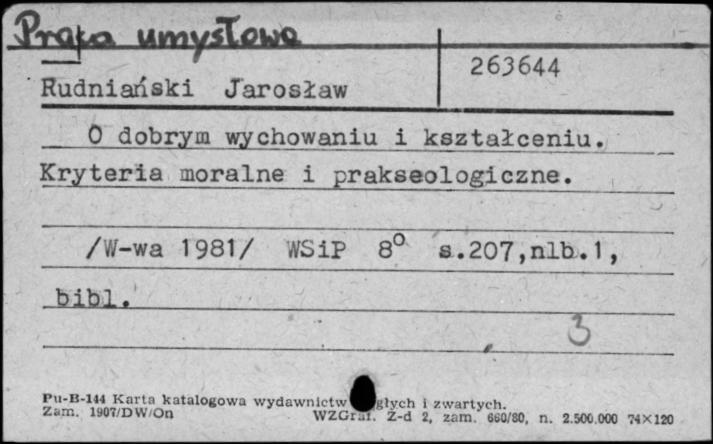 Praca umysłowa
263644
Rudniański Jarosław
O dobrym wychowaniu i kształceniu.
Kryteria moralne i prakseologiczne.
/W-wa 1981/ WSiP 8° s.207,nlb.1,
bibl.
3
Pu-B-144 Karta katalogowa wydawnictw głych i zwartych.
Zam. 1907/DW/On WZGraf. Z-d 2, zam. 660/80, n. 2.500.000 74×120